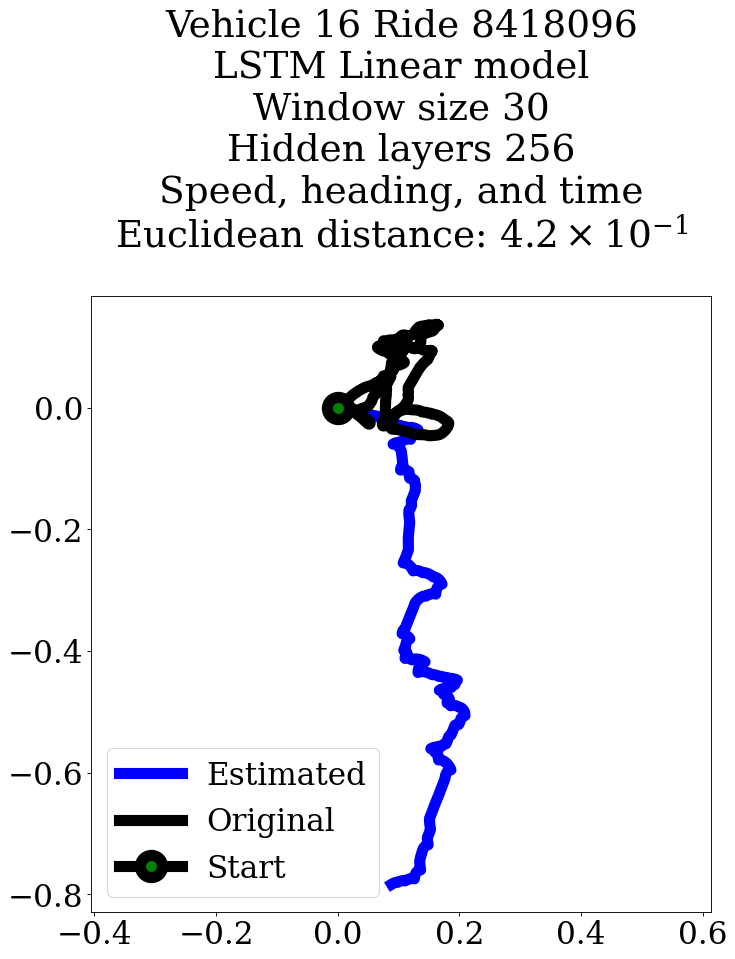 Vehicle 16 Ride 8418096
LSTM Linear model
Window size 30
Hidden layers 256
Speed, heading, and time
Euclidean distance: 4.2 × 10⁻¹
0.0
−0.2
−0.4
−0.6
−0.8
Estimated
Original
Start
−0.4 −0.2 0.0 0.2 0.4 0.6